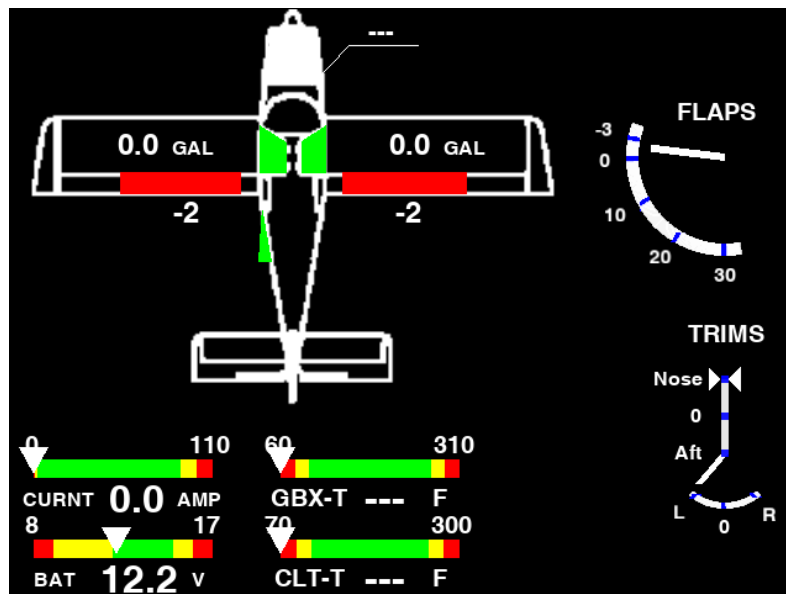 ---
FLAPS
-3
0.0 GAL 0.0 GAL
0
-2 -2
10
20
30
TRIMS
Nose
0
0 110 60 310
Aft
CURNT 0.0 AMP GBX-T --- F
L 0 R
8 17 70 300
BAT 12.2 V CLT-T --- F